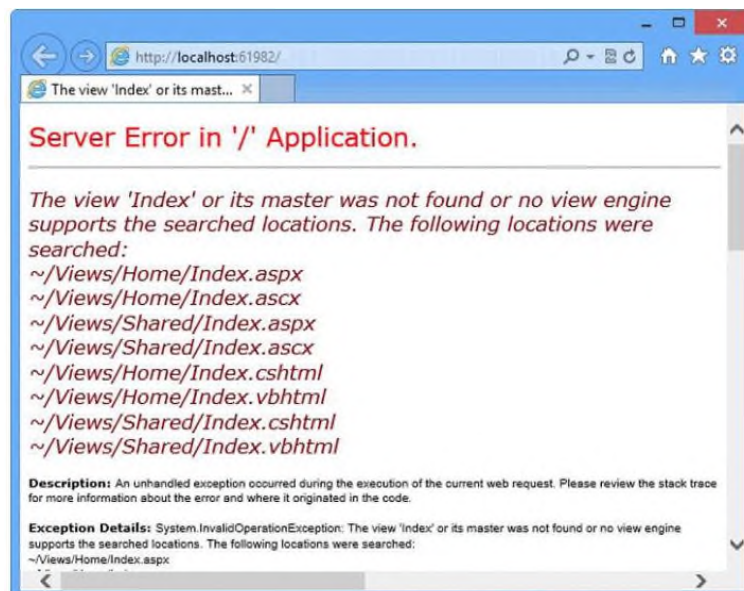 http://localhost:61982/
The view 'Index' or its mast...
Server Error in '/' Application.
The view 'Index' or its master was not found or no view engine
supports the searched locations. The following locations were
searched:
~/Views/Home/Index.aspx
~/Views/Home/Index.ascx
~/Views/Shared/Index.aspx
~/Views/Shared/Index.ascx
~/Views/Home/Index.cshtml
~/Views/Home/Index.vbhtml
~/Views/Shared/Index.cshtml
~/Views/Shared/Index.vbhtml
Description: An unhandled exception occurred during the execution of the current web request. Please review the stack trace
for more information about the error and where it originated in the code.
Exception Details: System.InvalidOperationException: The view 'Index' or its master was not found or no view engine
supports the searched locations. The following locations were searched:
~/Views/Home/Index.aspx